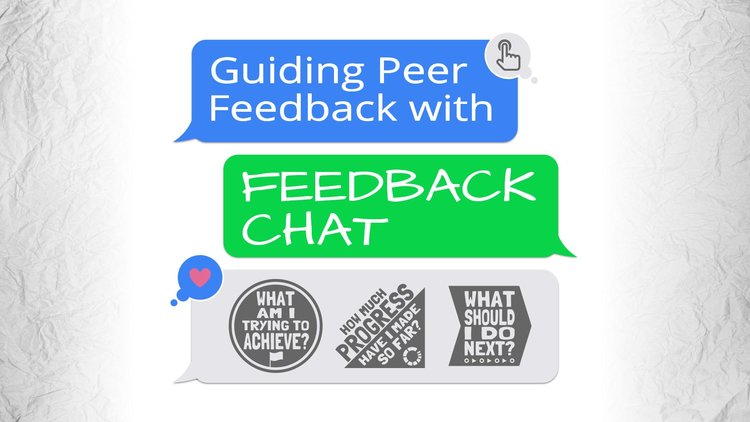 Guiding Peer
Feedback with
FEEDBACK
CHAT
WHAT
AM I
TRYING TO
ACHIEVE?
HOW MUCH
PROGRESS
HAVE I MADE
SO FAR?
WHAT
SHOULD
I DO
NEXT?